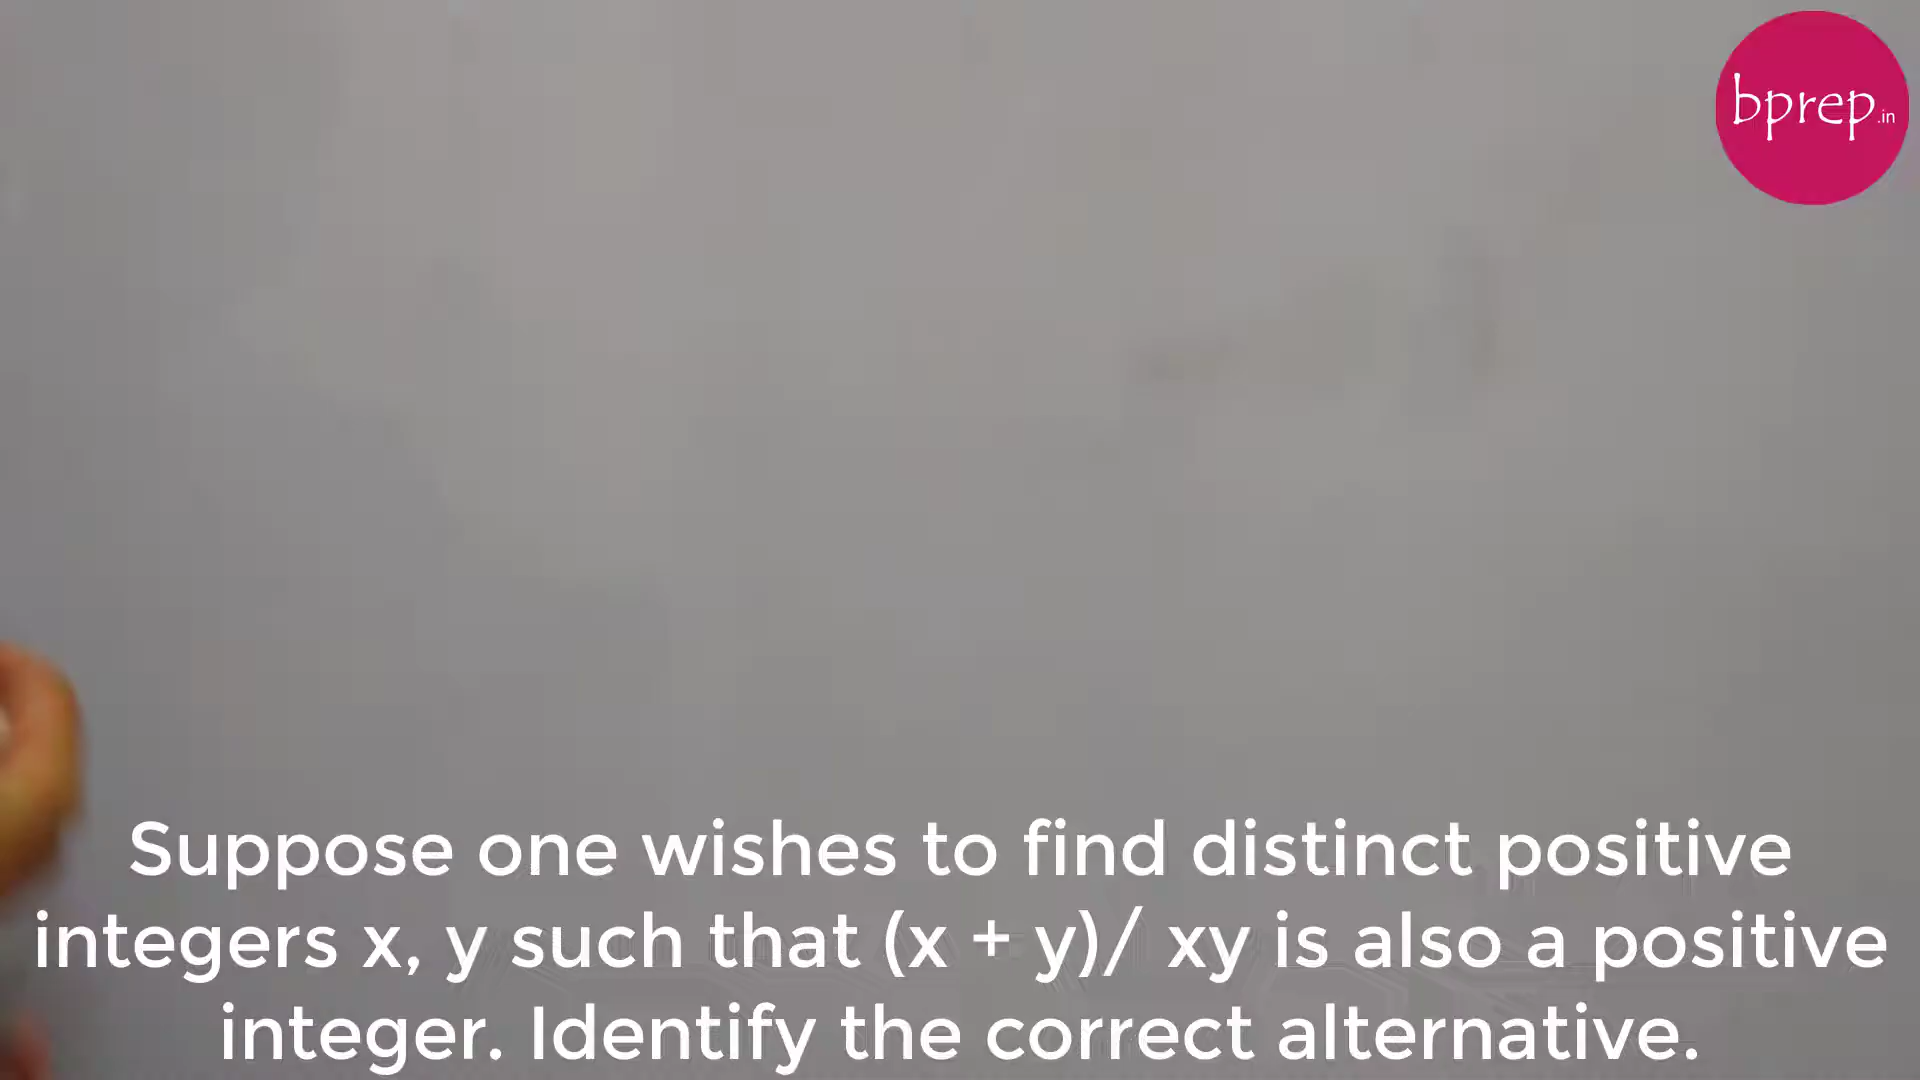 bprep.in
Suppose one wishes to find distinct positive
integers x, y such that (x + y)/ xy is also a positive
integer. Identify the correct alternative.